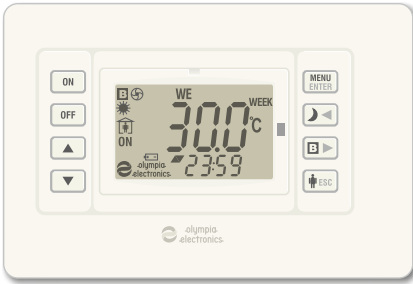 ON
OFF
B
WE
WEEK
30.0
°C
ON
olympia
electronics
23:59
MENU
ENTER
B
ESC
olympia
electronics